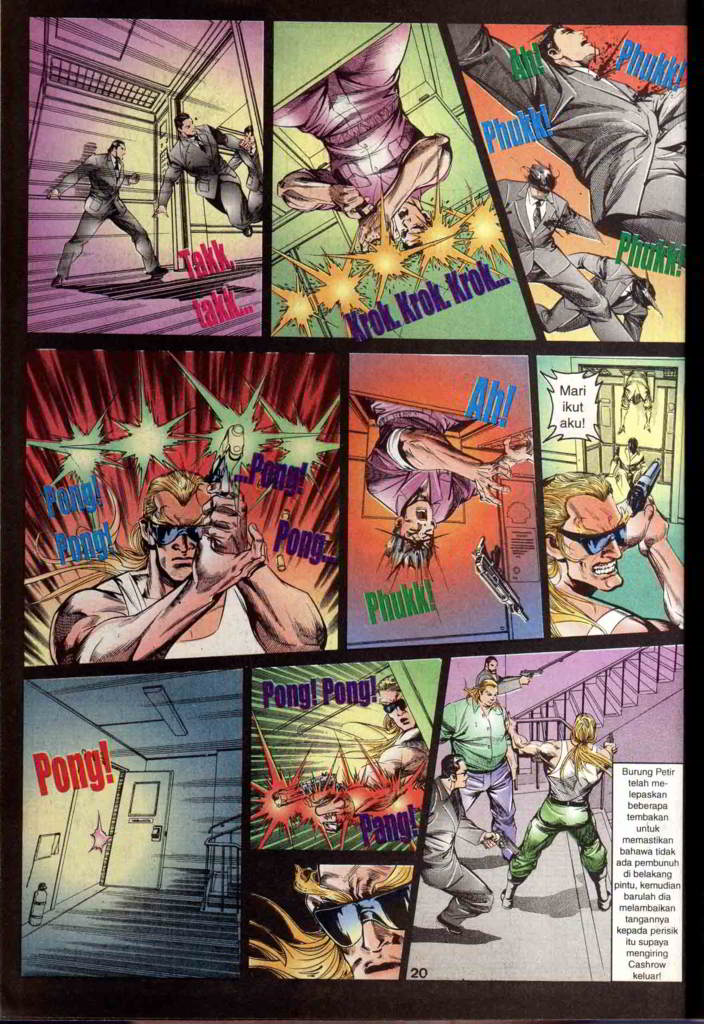 Takk,
takk...
Krok. Krok. Krok...
Ah!
Phukk!
Phukk!
Phukk!
Pong!
Pong!
...Pong!
Pong...
Ah!
Phukk!
Mari
ikut
aku!
Pong!
Pong! Pong!
Pang!
Burung Petir
telah me-
lepaskan
beberapa
tembakan
untuk
memastikan
bahawa tidak
ada pembunuh
di belakang
pintu, kemudian
barulah dia
melambaikan
tangannya
kepada perisik
itu supaya
mengiring
Cashrow
keluar!
20